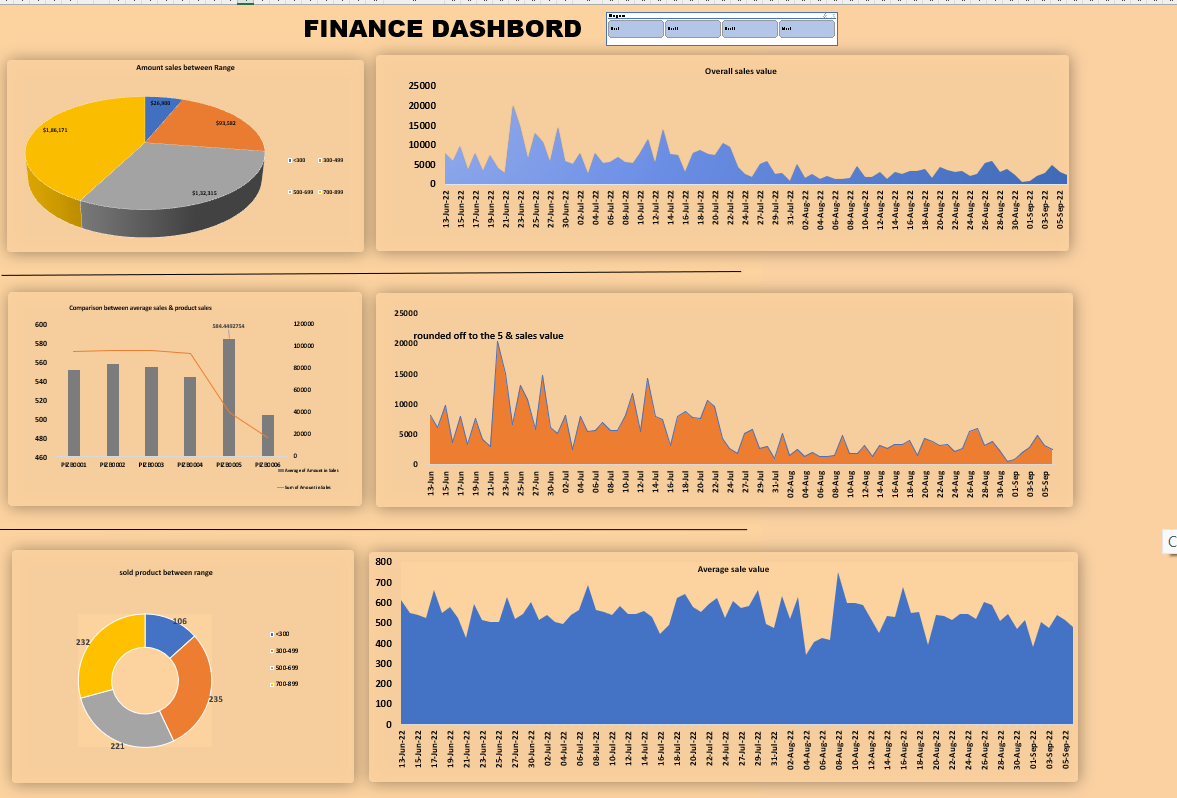 FINANCE DASHBORD
Amount sales between Range
$26,900
$93,582
$1,32,315
$1,86,171
<300
300-499
500-699
700-899
Overall sales value
25000
20000
15000
10000
5000
0
13-Jun-22
15-Jun-22
17-Jun-22
19-Jun-22
21-Jun-22
23-Jun-22
25-Jun-22
27-Jun-22
30-Jun-22
02-Jul-22
04-Jul-22
06-Jul-22
08-Jul-22
10-Jul-22
12-Jul-22
14-Jul-22
16-Jul-22
18-Jul-22
20-Jul-22
22-Jul-22
24-Jul-22
27-Jul-22
29-Jul-22
31-Jul-22
02-Aug-22
04-Aug-22
06-Aug-22
08-Aug-22
10-Aug-22
12-Aug-22
14-Aug-22
16-Aug-22
18-Aug-22
20-Aug-22
22-Aug-22
24-Aug-22
26-Aug-22
28-Aug-22
30-Aug-22
01-Sep-22
03-Sep-22
05-Sep-22
Comparison between average sales & product sales
600
580
560
540
520
500
480
460
584.4492754
120000
100000
80000
60000
40000
20000
0
PIZB0001
PIZB0002
PIZB0003
PIZB0004
PIZB0005
PIZB0006
Average of Amount in Sales
Sum of Amount in Sales
rounded off to the 5 & sales value
25000
20000
15000
10000
5000
0
13-Jun
15-Jun
17-Jun
19-Jun
21-Jun
23-Jun
25-Jun
27-Jun
30-Jun
02-Jul
04-Jul
06-Jul
08-Jul
10-Jul
12-Jul
14-Jul
16-Jul
18-Jul
20-Jul
22-Jul
24-Jul
27-Jul
29-Jul
31-Jul
02-Aug
04-Aug
06-Aug
08-Aug
10-Aug
12-Aug
14-Aug
16-Aug
18-Aug
20-Aug
22-Aug
24-Aug
26-Aug
28-Aug
30-Aug
01-Sep
03-Sep
05-Sep
sold product between range
106
235
221
232
<300
300-499
500-699
700-899
Average sale value
800
700
600
500
400
300
200
100
0
13-Jun-22
15-Jun-22
17-Jun-22
19-Jun-22
21-Jun-22
23-Jun-22
25-Jun-22
27-Jun-22
30-Jun-22
02-Jul-22
04-Jul-22
06-Jul-22
08-Jul-22
10-Jul-22
12-Jul-22
14-Jul-22
16-Jul-22
18-Jul-22
20-Jul-22
22-Jul-22
24-Jul-22
27-Jul-22
29-Jul-22
31-Jul-22
02-Aug-22
04-Aug-22
06-Aug-22
08-Aug-22
10-Aug-22
12-Aug-22
14-Aug-22
16-Aug-22
18-Aug-22
20-Aug-22
22-Aug-22
24-Aug-22
26-Aug-22
28-Aug-22
30-Aug-22
01-Sep-22
03-Sep-22
05-Sep-22